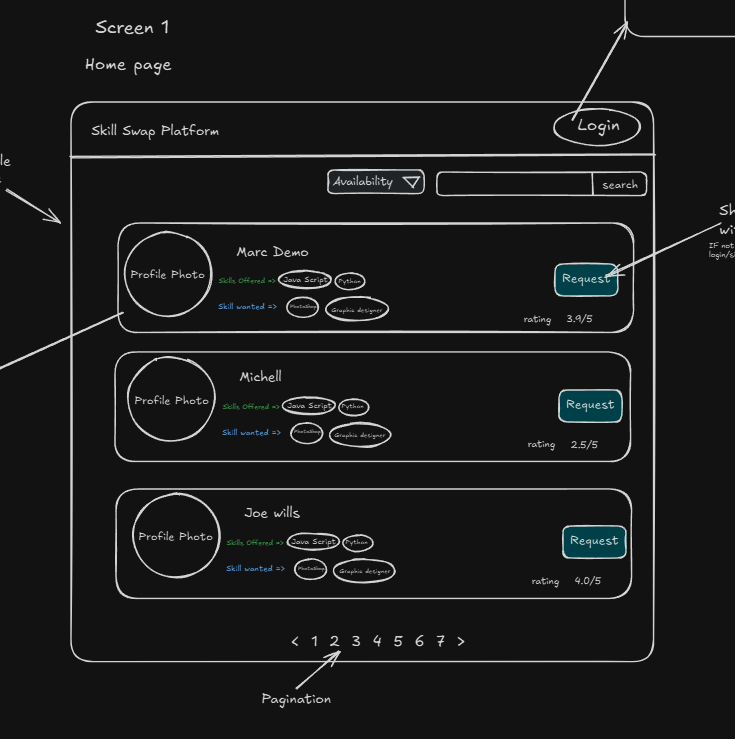 Screen 1
Home page
Skill Swap Platform
Login
le
Availability
search
Sh
wi
IF not
login/si
Marc Demo
Profile Photo
Skills Offered => Java Script Python
Request
Skill wanted => PhotoShop Graphic designer
rating 3.9/5
Michell
Profile Photo
Skills Offered => Java Script Python
Request
Skill wanted => PhotoShop Graphic designer
rating 2.5/5
Joe wills
Profile Photo
Skills Offered => Java Script Python
Request
Skill wanted => PhotoShop Graphic designer
rating 4.0/5
< 1 2 3 4 5 6 7 >
Pagination